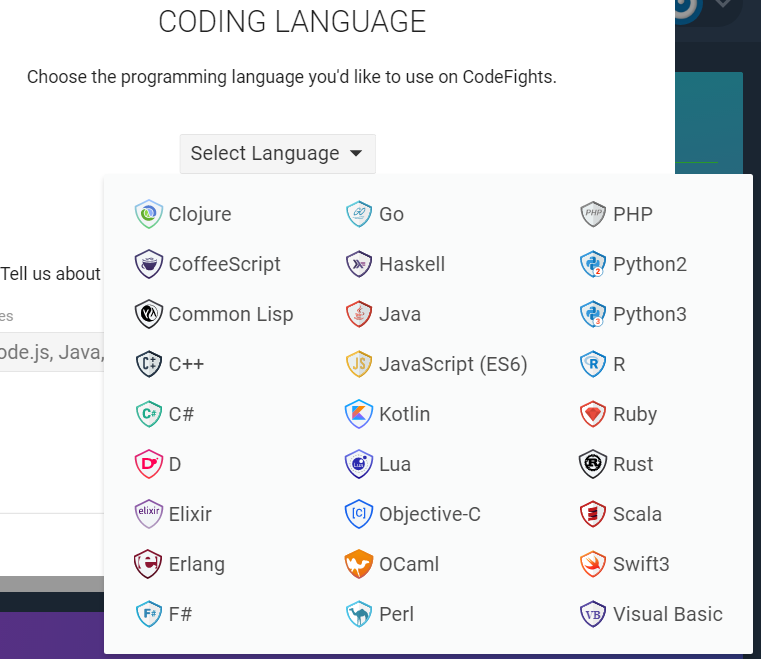 CODING LANGUAGE
Choose the programming language you'd like to use on CodeFights.
Select Language
Clojure
CoffeeScript
Common Lisp
C++
C#
D
Elixir
Erlang
F#
Go
Haskell
Java
JavaScript (ES6)
Kotlin
Lua
Objective-C
OCaml
Perl
PHP
Python2
Python3
R
Ruby
Rust
Scala
Swift3
Visual Basic
Tell us about
es
ode.js, Java,